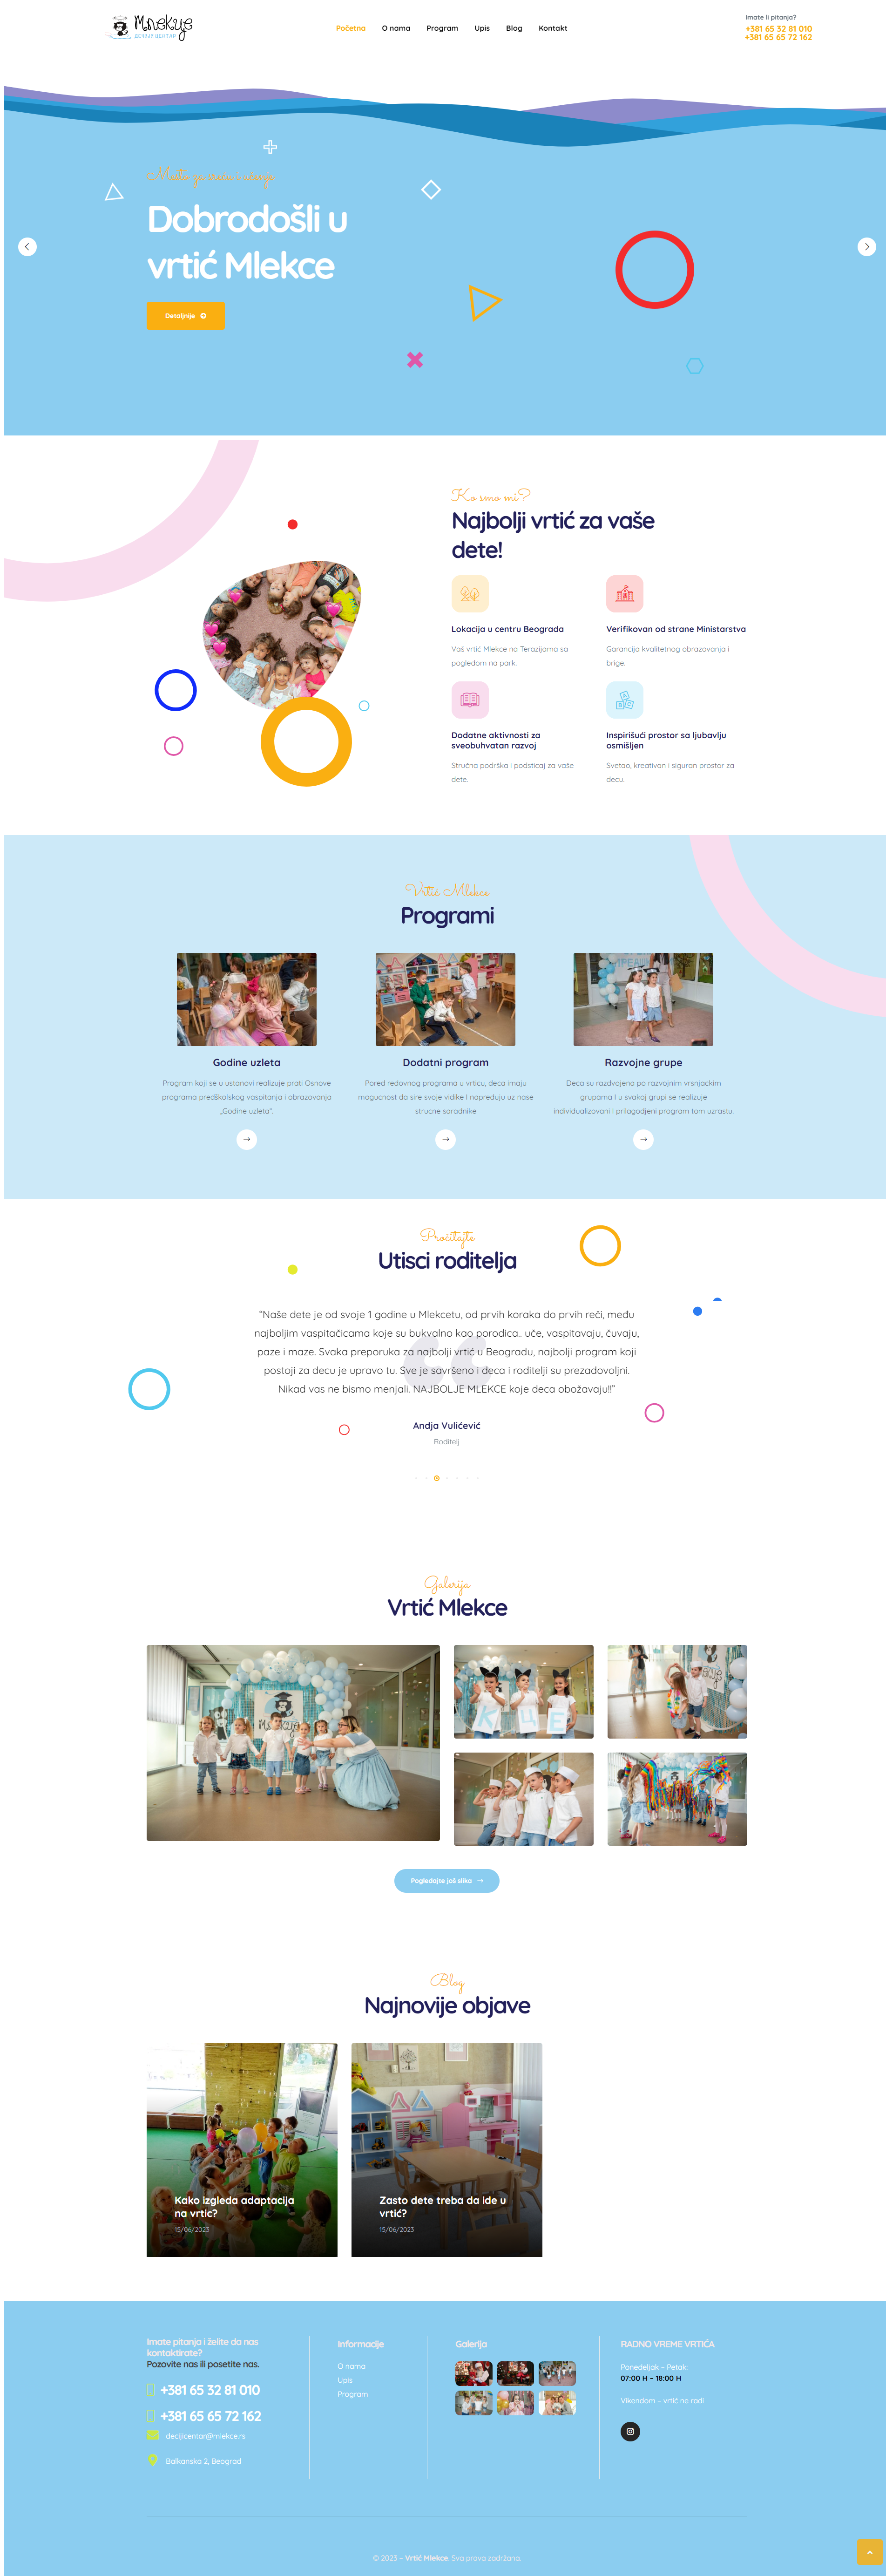 Mlekce
ДЕЧИЈИ ЦЕНТАР
Početna
O nama
Program
Upis
Blog
Kontakt
Imate li pitanja?
+381 65 32 81 010
+381 65 65 72 162
Dobrodošli u
vrtić Mlekce
Detaljnije
Ko smo mi?
Najbolji vrtić za vaše
dete!
Lokacija u centru Beograda
Vaš vrtić Mlekce na Terazijama sa
pogledom na park.
Verifikovan od strane Ministarstva
Garancija kvalitetnog obrazovanja i
brige.
Dodatne aktivnosti za
sveobuhvatan razvoj
Stručna podrška i podsticaj za vaše
dete.
Inspirišući prostor sa ljubavlju
osmišljen
Svetao, kreativan i siguran prostor za
decu.
Vrtić Mlekce
Programi
Godine uzleta
Program koji se u ustanovi realizuje prati Osnove
programa predškolskog vaspitanja i obrazovanja
„Godine uzleta“.
Dodatni program
Pored redovnog programa u vrticu, deca imaju
mogucnost da sire svoje vidike I napreduju uz nase
strucne saradnike
Razvojne grupe
Deca su razdvojena po razvojnim vrsnjackim
grupama I u svakoj grupi se realizuje
individualizovani i prilagodjeni program tom uzrastu.
Pročitajte
Utisci roditelja
“Naše dete je od svoje 1 godine u Mlekcetu, od prvih koraka do prvih reči, među
najboljim vaspitačicama koje su bukvalno kao porodica.. uče, vaspitavaju, čuvaju,
paze i maze. Svaka preporuka za najbolji vrtić u Beogradu, najbolji program koji
postoji za decu je upravo tu. Sve je savršeno i deca i roditelji su prezadovoljni.
Nikad vas ne bismo menjali. NAJBOLJE MLEKCE koje deca obožavaju!!”
Andja Vulićević
Roditelj
Galerija
Vrtić Mlekce
К Ц Е
Pogledajte još slika
Blog
Najnovije objave
Kako izgleda adaptacija
na vrtic?
15/06/2023
Zasto dete treba da ide u
vrtić?
15/06/2023
Imate pitanja i želite da nas
kontaktirate?
Pozovite nas ili posetite nas.
+381 65 32 81 010
+381 65 65 72 162
decijicentar@mlekce.rs
Balkanska 2, Beograd
Informacije
O nama
Upis
Program
Galerija
RADNO VREME VRTIĆA
Ponedeljak – Petak:
07:00 H – 18:00 H
Vikendom – vrtić ne radi
© 2023 – Vrtić Mlekce. Sva prava zadržana.